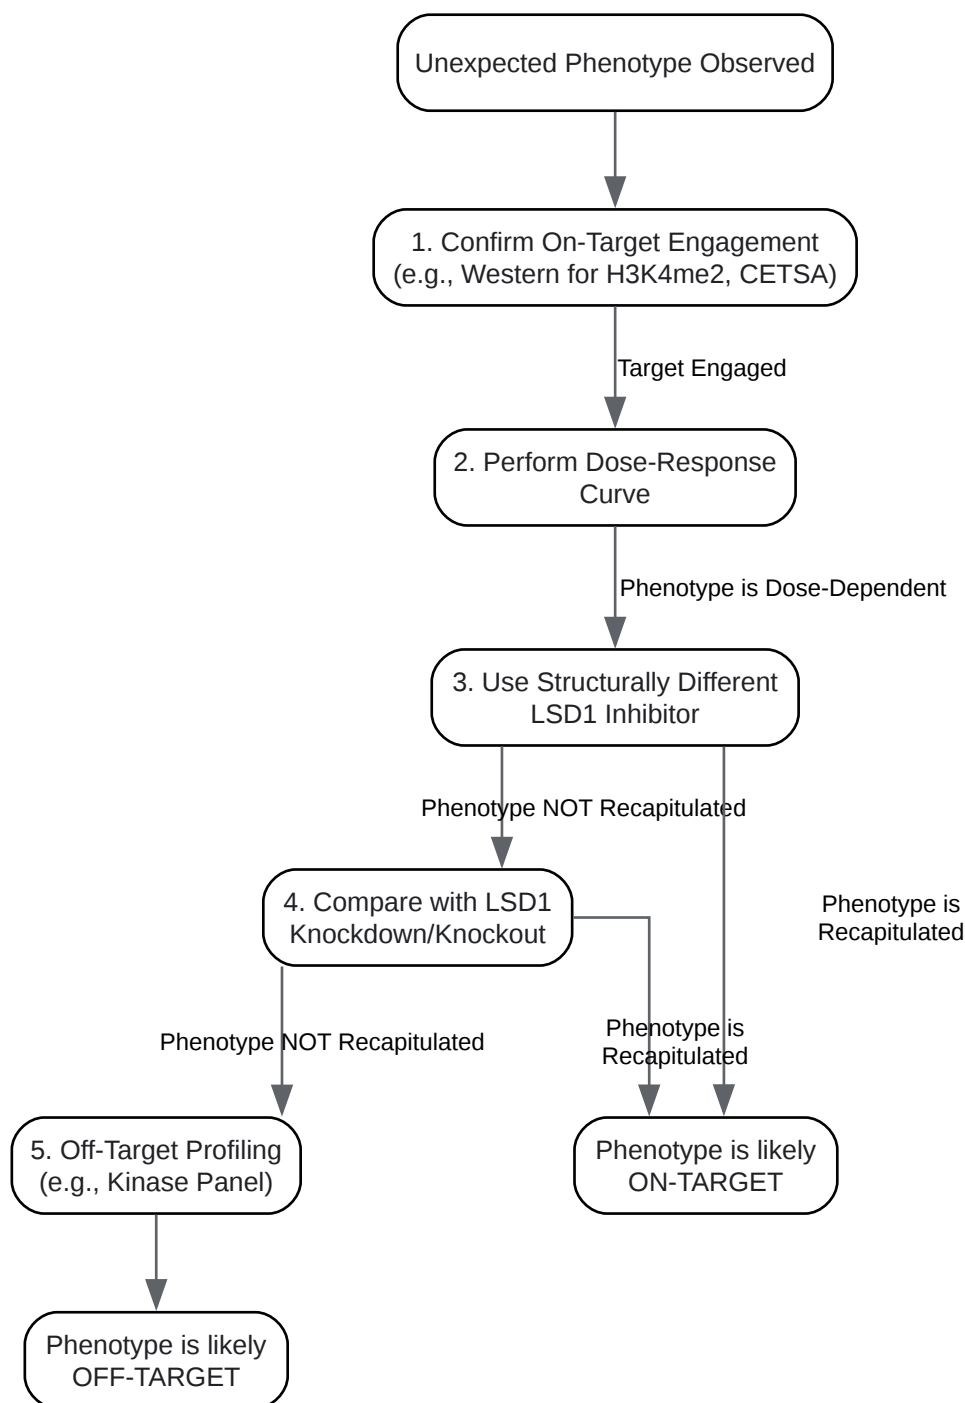 Unexpected Phenotype Observed
1. Confirm On-Target Engagement
(e.g., Western for H3K4me2, CETSA)
Target Engaged
2. Perform Dose-Response
Curve
Phenotype is Dose-Dependent
3. Use Structurally Different
LSD1 Inhibitor
Phenotype NOT Recapitulated
4. Compare with LSD1
Knockdown/Knockout
Phenotype is
Recapitulated
Phenotype NOT Recapitulated
Phenotype is
Recapitulated
5. Off-Target Profiling
(e.g., Kinase Panel)
Phenotype is likely
ON-TARGET
Phenotype is likely
OFF-TARGET